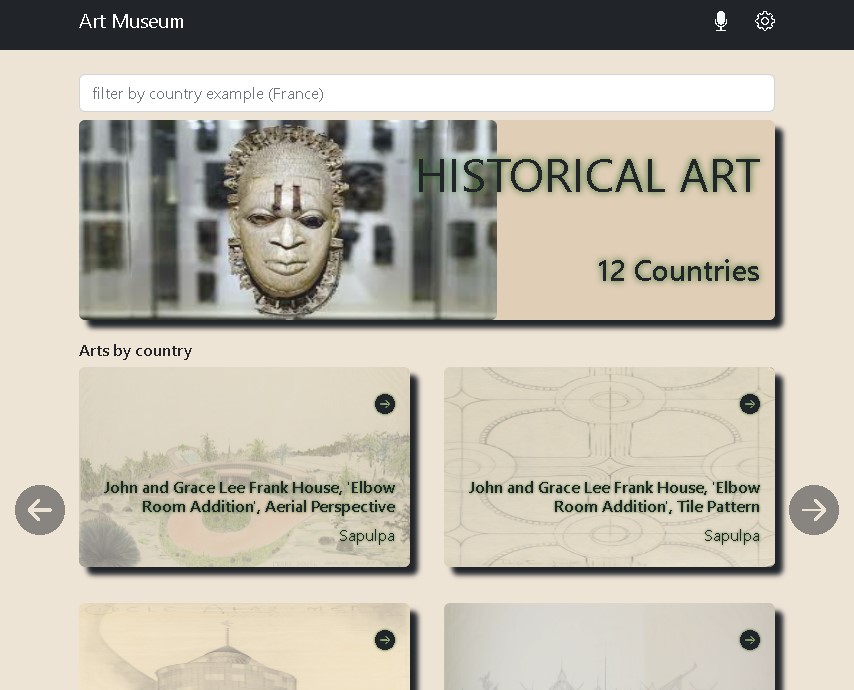 Art Museum
filter by country example (France)
HISTORICAL ART
12 Countries
Arts by country
John and Grace Lee Frank House, 'Elbow
Room Addition', Aerial Perspective
Sapulpa
John and Grace Lee Frank House, 'Elbow
Room Addition', Tile Pattern
Sapulpa